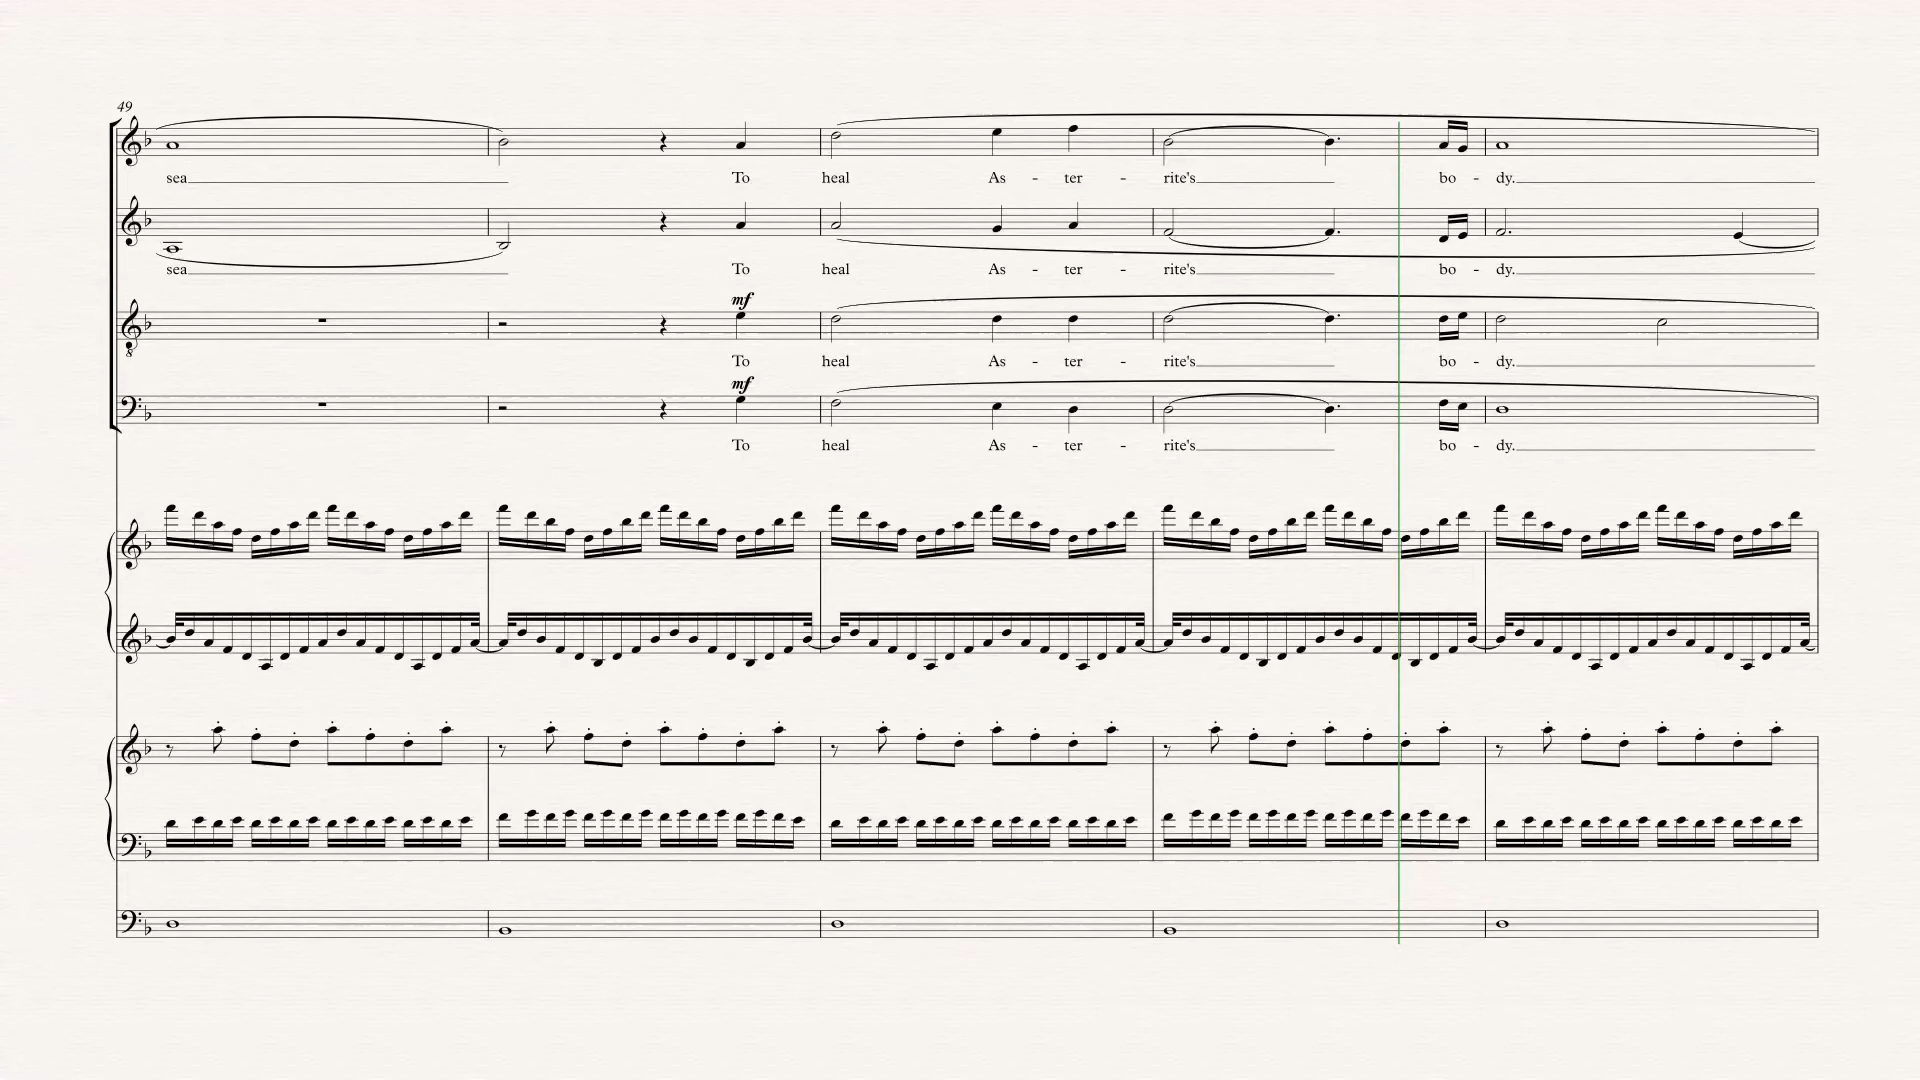 49
sea To heal As - ter - rite's bo - dy.
sea To heal As - ter - rite's bo - dy.
mf
To heal As - ter - rite's bo - dy.
mf
To heal As - ter - rite's bo - dy.